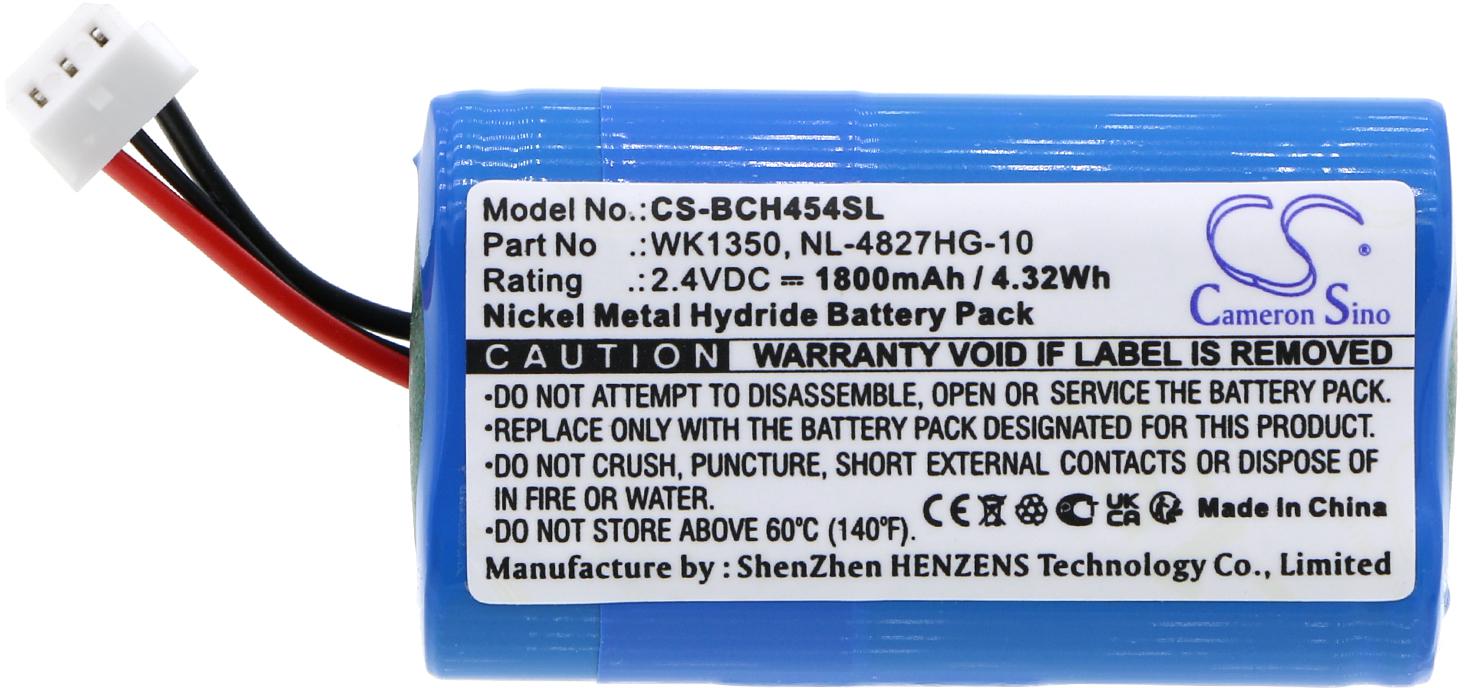 Model No.:CS-BCH454SL
Part No .:WK1350, NL-4827HG-10
Rating .:2.4VDC ⎓ 1800mAh / 4.32Wh
Nickel Metal Hydride Battery Pack
CS®
Cameron Sino
CAUTION WARRANTY VOID IF LABEL IS REMOVED
•DO NOT ATTEMPT TO DISASSEMBLE, OPEN OR SERVICE THE BATTERY PACK.
•REPLACE ONLY WITH THE BATTERY PACK DESIGNATED FOR THIS PRODUCT.
•DO NOT CRUSH, PUNCTURE, SHORT EXTERNAL CONTACTS OR DISPOSE OF
IN FIRE OR WATER.
•DO NOT STORE ABOVE 60°C (140°F).
CE UK CA Made in China
Manufacture by : ShenZhen HENZENS Technology Co., Limited